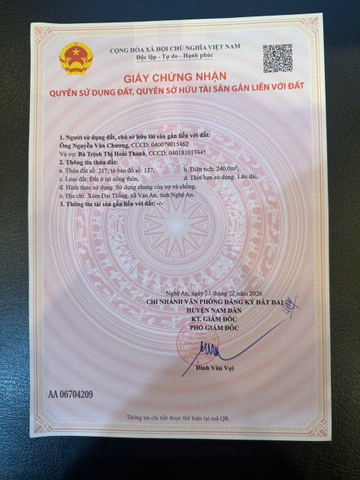 CỘNG HÒA XÃ HỘI CHỦ NGHĨA VIỆT NAM
Độc lập - Tự do - Hạnh phúc
GIẤY CHỨNG NHẬN
QUYỀN SỬ DỤNG ĐẤT, QUYỀN SỞ HỮU TÀI SẢN GẮN LIỀN VỚI ĐẤT
1. Người sử dụng đất, chủ sở hữu tài sản gắn liền với đất:
Ông Nguyễn Văn Chương, CCCD: 040079015462
Và vợ: Bà Trịnh Thị Hoài Thanh, CCCD: 040181017445
2. Thông tin thửa đất:
a. Thửa đất số: 217; tờ bản đồ số: 137, b. Diện tích: 240,0m²,
c. Loại đất: Đất ở tại nông thôn, d. Thời hạn sử dụng: Lâu dài,
đ. Hình thức sử dụng: Sử dụng chung của vợ và chồng,
e. Địa chỉ: Xóm Đại Thắng, xã Vạn An, tỉnh Nghệ An.
3. Thông tin tài sản gắn liền với đất: -/-
Nghệ An, ngày tháng 02 năm 2026
CHI NHÁNH VĂN PHÒNG ĐĂNG KÝ ĐẤT ĐAI
HUYỆN NAM ĐÀN
KT. GIÁM ĐỐC
PHÓ GIÁM ĐỐC
Đinh Văn Vợi
AA 06704209
Thông tin chi tiết được thể hiện tại mã QR.